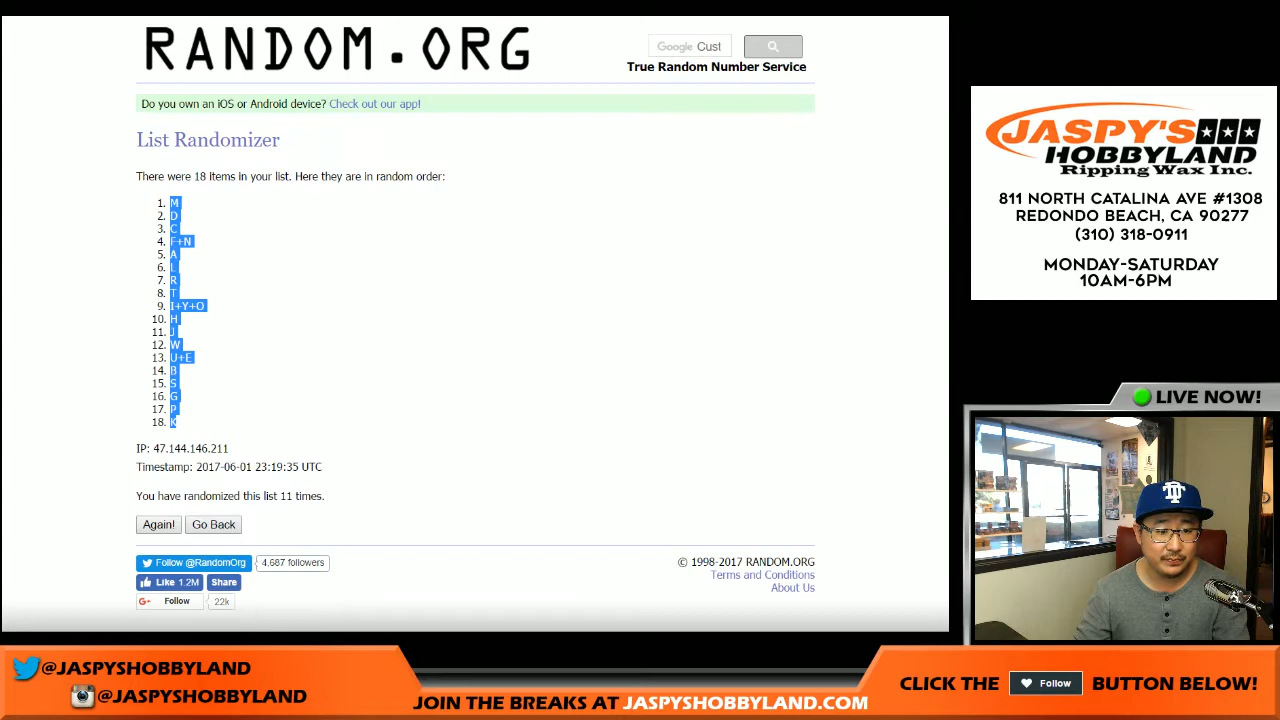 RANDOM.ORG
Google Cust
True Random Number Service
Do you own an iOS or Android device? Check out our app!
List Randomizer
There were 18 items in your list. Here they are in random order:
1. M
2. D
3. C
4. F+N
5. A
6. L
7. R
8. T
9. I+Y+O
10. H
11. J
12. W
13. U+E
14. B
15. S
16. G
17. P
18. K
IP: 47.144.146.211
Timestamp: 2017-06-01 23:19:35 UTC
You have randomized this list 11 times.
Again! Go Back
Follow @RandomOrg 4,687 followers
Like 1.2M Share
G+ Follow 22k
© 1998-2017 RANDOM.ORG
Terms and Conditions
About Us
JASPY'S
HOBBYLAND
Ripping Wax Inc.
811 NORTH CATALINA AVE #1308
REDONDO BEACH, CA 90277
(310) 318-0911
MONDAY-SATURDAY
10AM-6PM
LIVE NOW!
@JASPYSHOBBYLAND
@JASPYSHOBBYLAND
JOIN THE BREAKS AT JASPYSHOBBYLAND.COM
CLICK THE Follow BUTTON BELOW!